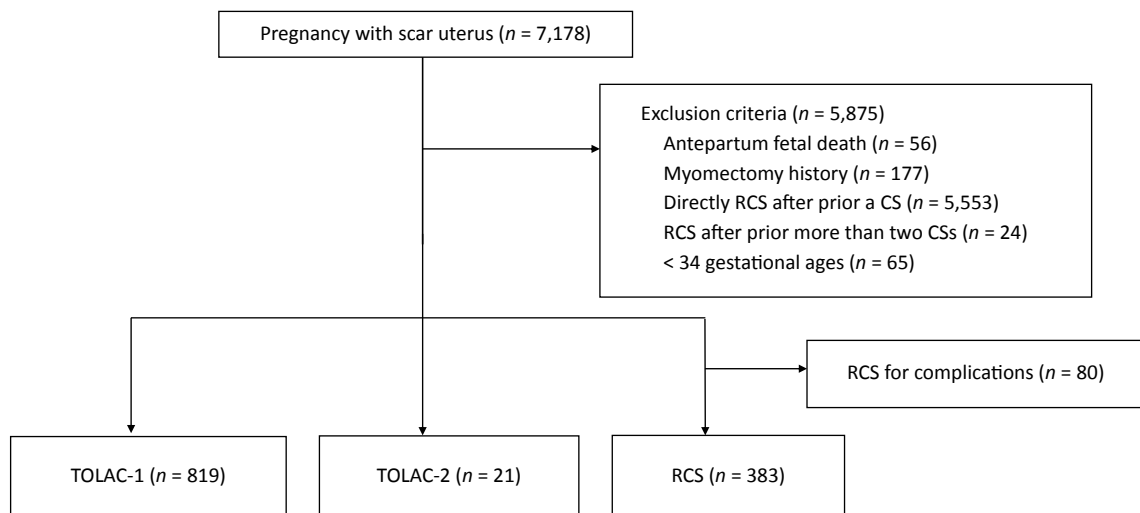 Pregnancy with scar uterus (n = 7,178)
Exclusion criteria (n = 5,875)
Antepartum fetal death (n = 56)
Myomectomy history (n = 177)
Directly RCS after prior a CS (n = 5,553)
RCS after prior more than two CSs (n = 24)
< 34 gestational ages (n = 65)
RCS for complications (n = 80)
TOLAC-1 (n = 819)
TOLAC-2 (n = 21)
RCS (n = 383)